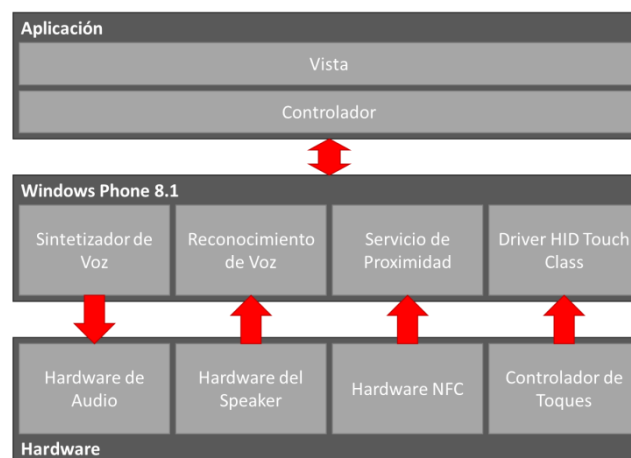 Aplicación
Vista
Controlador
Windows Phone 8.1
Sintetizador de
Voz
Reconocimiento
de Voz
Servicio de
Proximidad
Driver HID Touch
Class
Hardware de
Audio
Hardware del
Speaker
Hardware NFC
Controlador de
Toques
Hardware